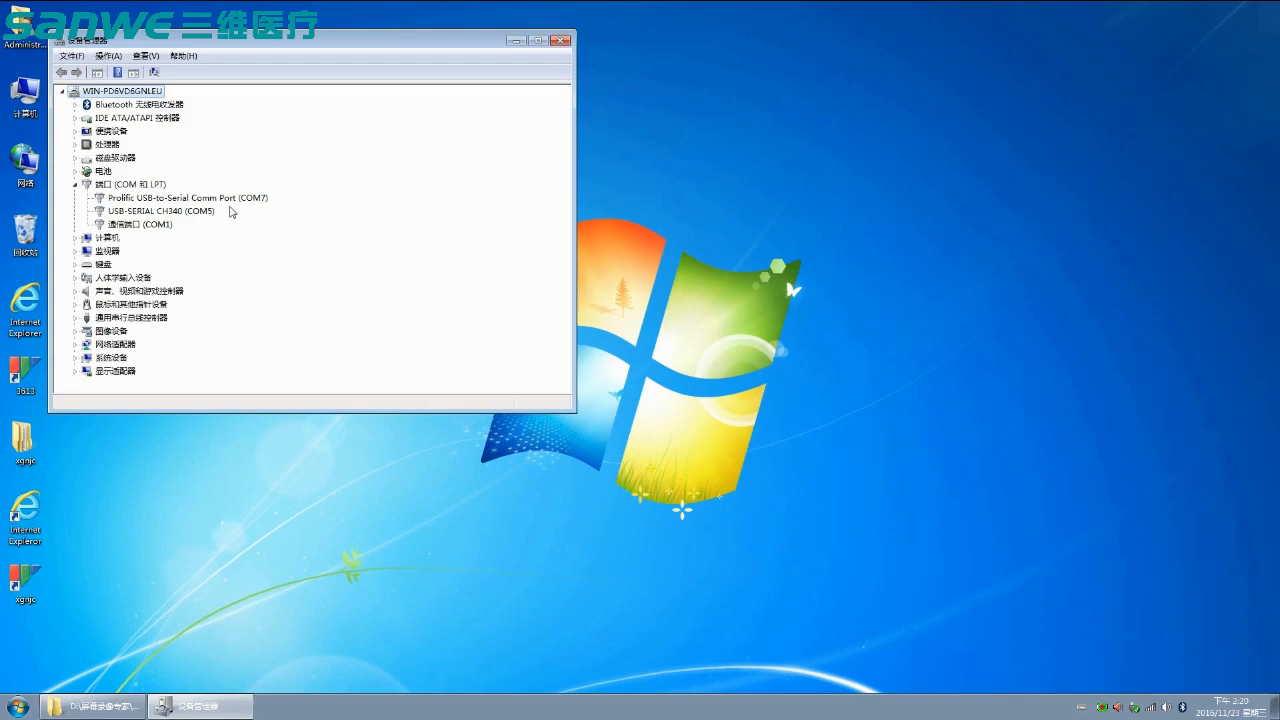 sanwe 三维医疗
Administr...
设备管理器
文件(F) 操作(A) 查看(V) 帮助(H)
WIN-PD6VD6GNLEU
Bluetooth 无线电收发器
IDE ATA/ATAPI 控制器
便携设备
处理器
磁盘驱动器
电池
端口 (COM 和 LPT)
Prolific USB-to-Serial Comm Port (COM7)
USB-SERIAL CH340 (COM5)
通信端口 (COM1)
计算机
监视器
键盘
人体学输入设备
声音、视频和游戏控制器
鼠标和其他指针设备
通用串行总线控制器
图像设备
网络适配器
系统设备
显示适配器
计算机
网络
回收站
Internet
Explorer
3613
xgnjc
Internet
Exploror
xgnjc
D:\屏幕录像专家\...
设备管理器
下午 2:20
2016/11/23 星期三